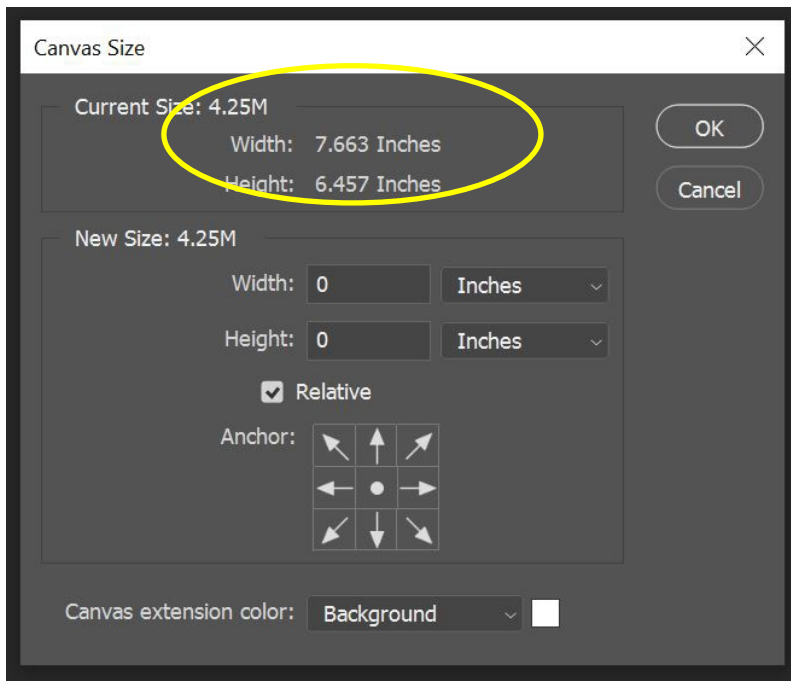 Canvas Size
Current Size: 4.25M
Width: 7.663 Inches
Height: 6.457 Inches
OK
Cancel
New Size: 4.25M
Width: 0 Inches
Height: 0 Inches
Relative
Anchor:
Canvas extension color: Background